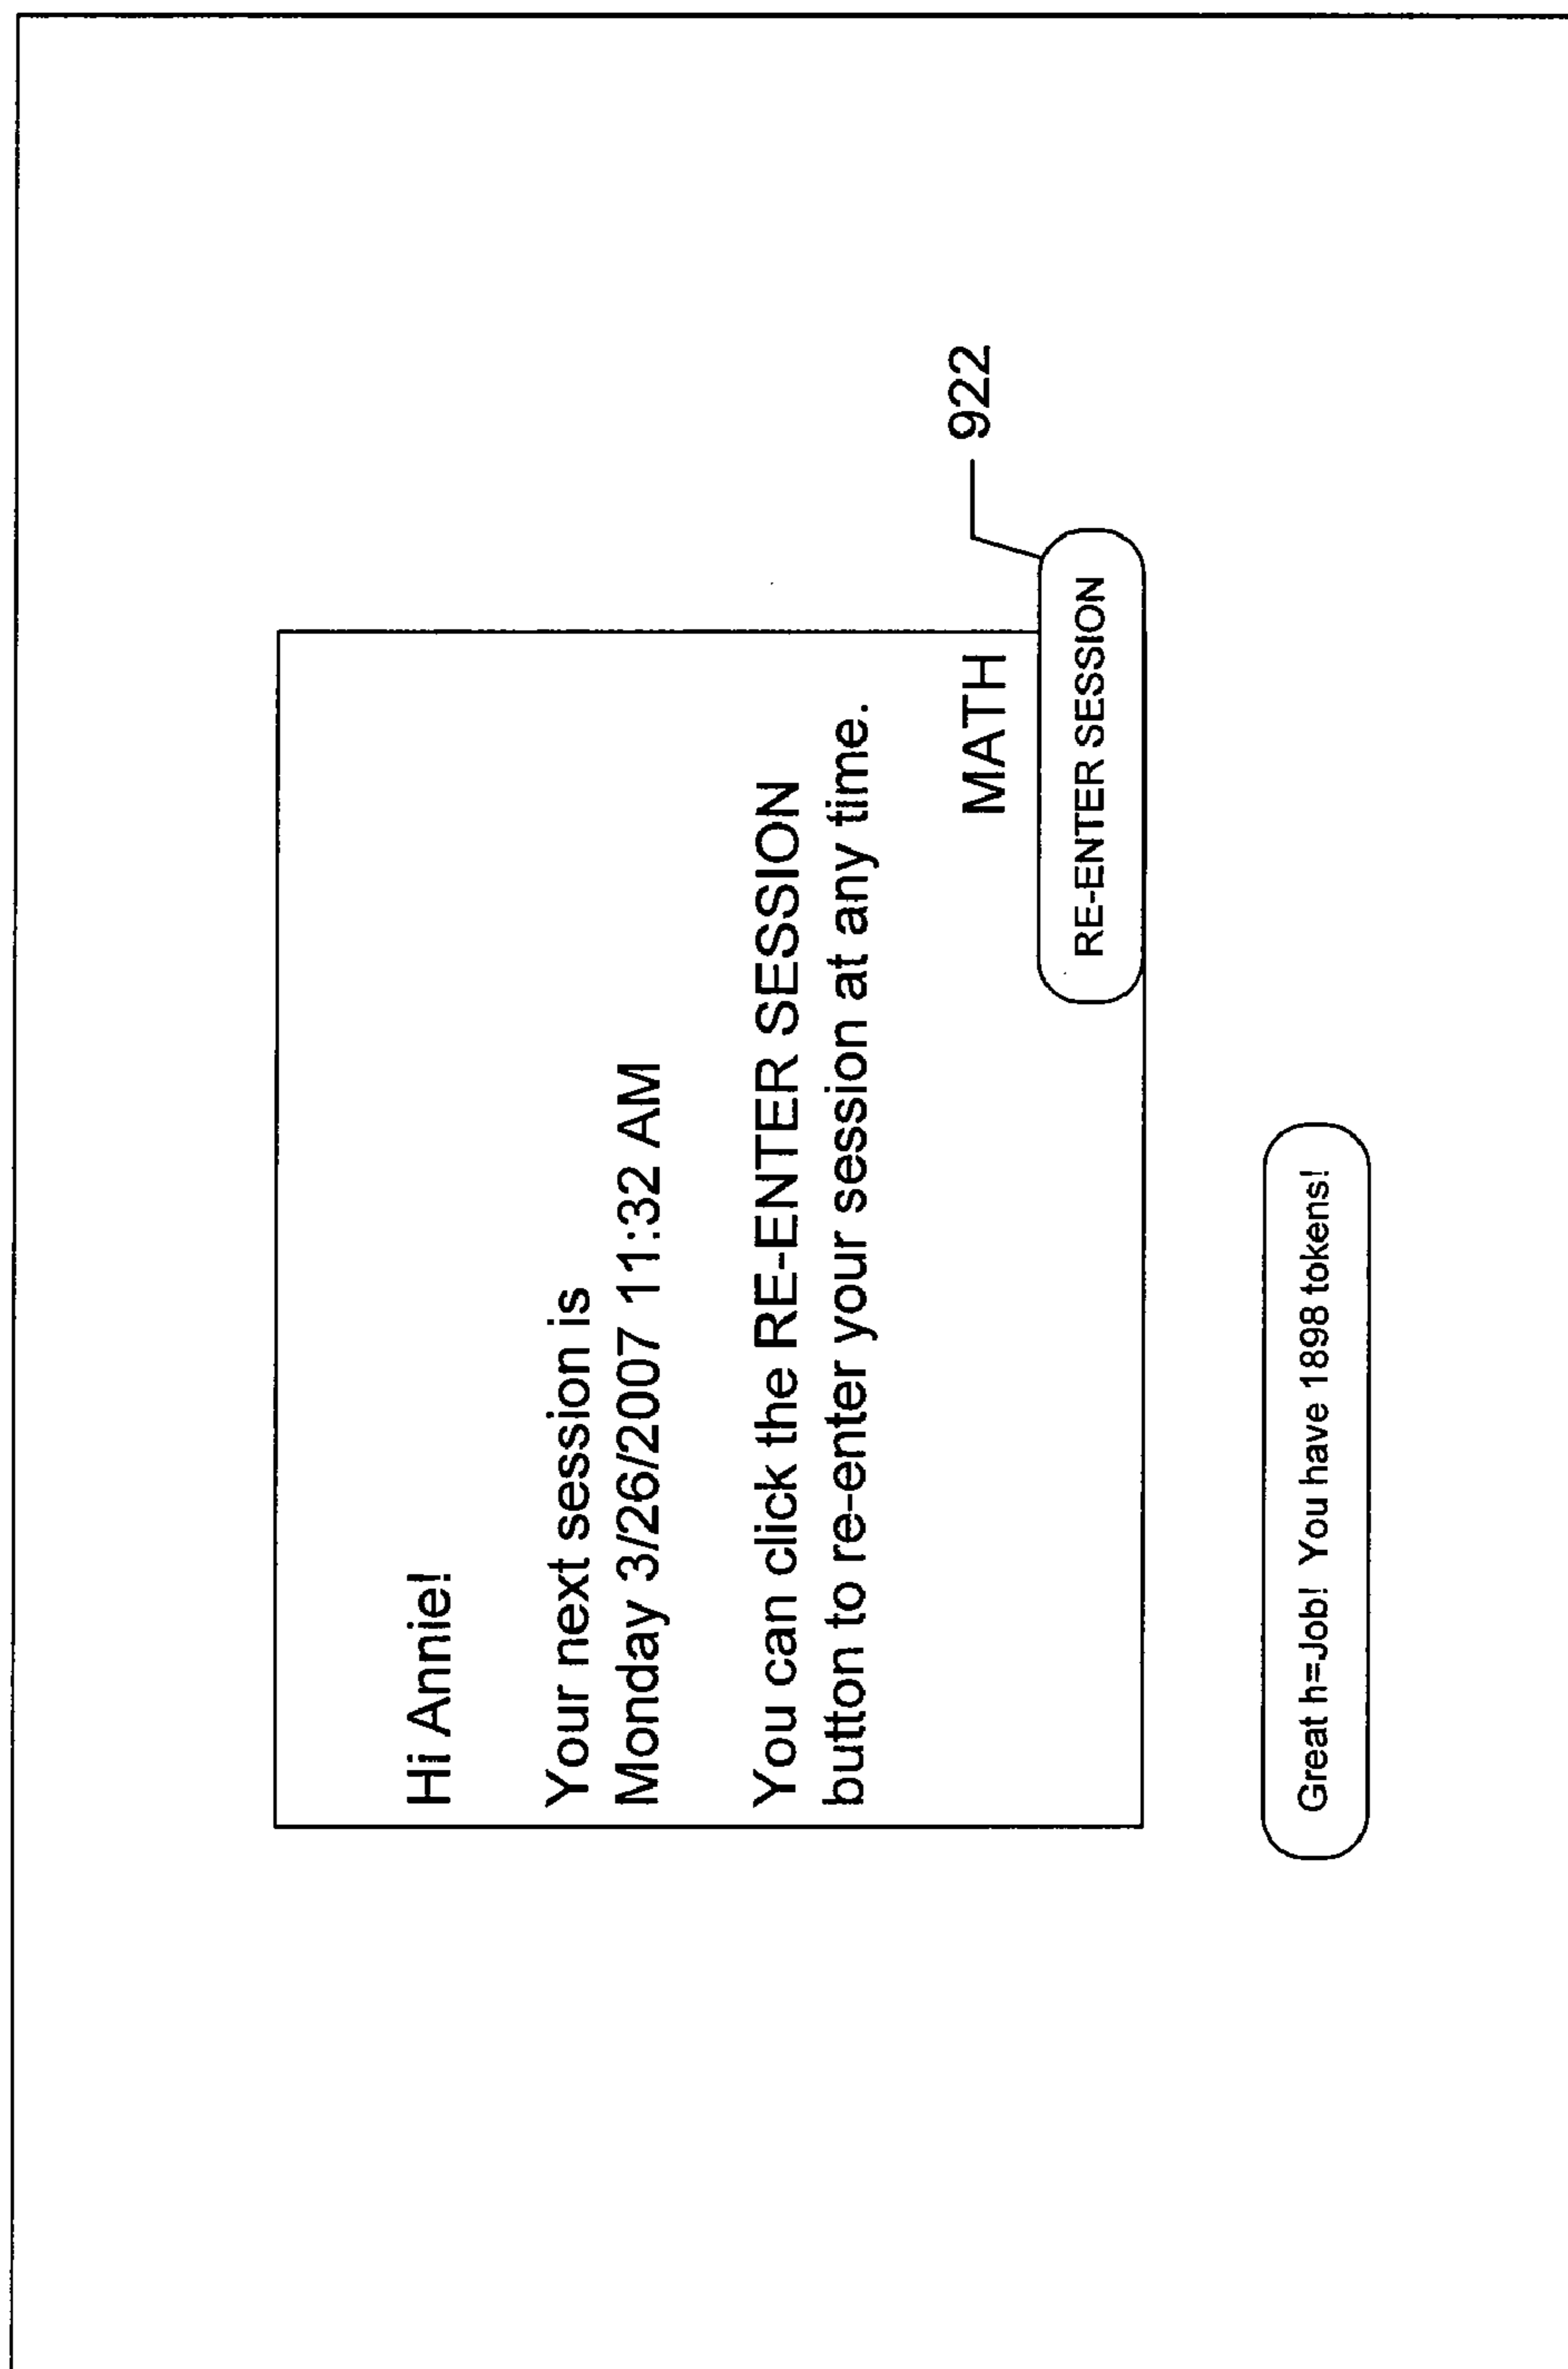 Hi Annie!
Your next session is
Monday 3/26/2007 11:32 AM
You can click the RE-ENTER SESSION
button to re-enter your session at any time.
MATH
922
RE-ENTER SESSION
Great h=Job!  You have 1898 tokens!